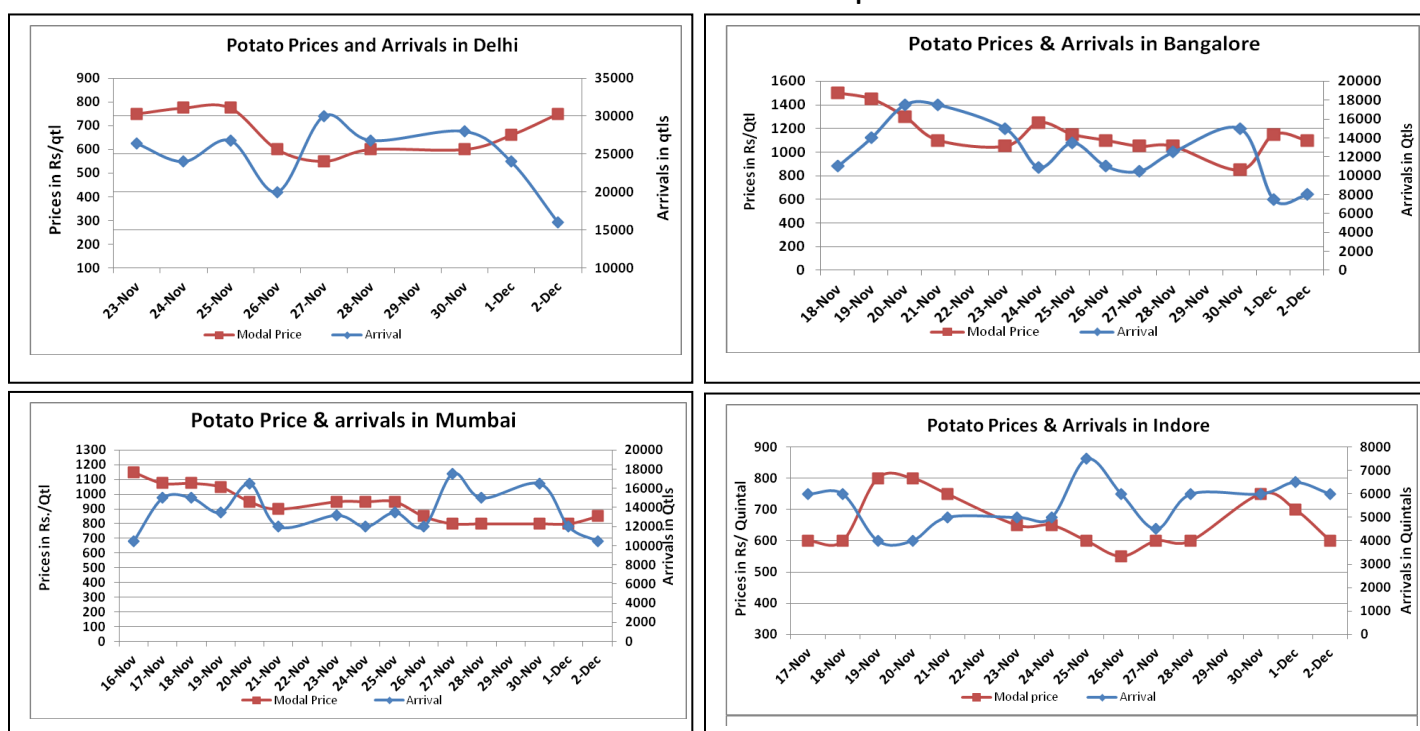 Potato Prices and Arrivals in Delhi
Prices in Rs/qtl
900
800
700
600
500
400
300
200
100
35000
30000
25000
20000
15000
10000
Arrivals in qtls
23-Nov
24-Nov
25-Nov
26-Nov
27-Nov
28-Nov
29-Nov
30-Nov
1-Dec
2-Dec
Modal Price
Arrival
Potato Prices & Arrivals in Bangalore
Prices in Rs/Qtl
1600
1400
1200
1000
800
600
400
200
0
20000
18000
16000
14000
12000
10000
8000
6000
4000
2000
0
Arrivals in Qtls
18-Nov
19-Nov
20-Nov
21-Nov
22-Nov
23-Nov
24-Nov
25-Nov
26-Nov
27-Nov
28-Nov
29-Nov
30-Nov
1-Dec
2-Dec
Modal Price
Arrival
Potato Price & arrivals in Mumbai
Prices in Rs./Qtl
1300
1200
1100
1000
900
800
700
600
500
400
300
200
100
0
20000
18000
16000
14000
12000
10000
8000
6000
4000
2000
0
Arrivals in Qtls
16-Nov
17-Nov
18-Nov
19-Nov
20-Nov
21-Nov
22-Nov
23-Nov
24-Nov
25-Nov
26-Nov
27-Nov
28-Nov
29-Nov
30-Nov
1-Dec
2-Dec
Modal Price
Arrival
Potato Prices & Arrivals in Indore
Prices in Rs/ Quintal
900
800
700
600
500
400
300
8000
7000
6000
5000
4000
3000
2000
1000
0
Arrivals in Quintals
17-Nov
18-Nov
19-Nov
20-Nov
21-Nov
22-Nov
23-Nov
24-Nov
25-Nov
26-Nov
27-Nov
28-Nov
29-Nov
30-Nov
1-Dec
2-Dec
Modal price
Arrival